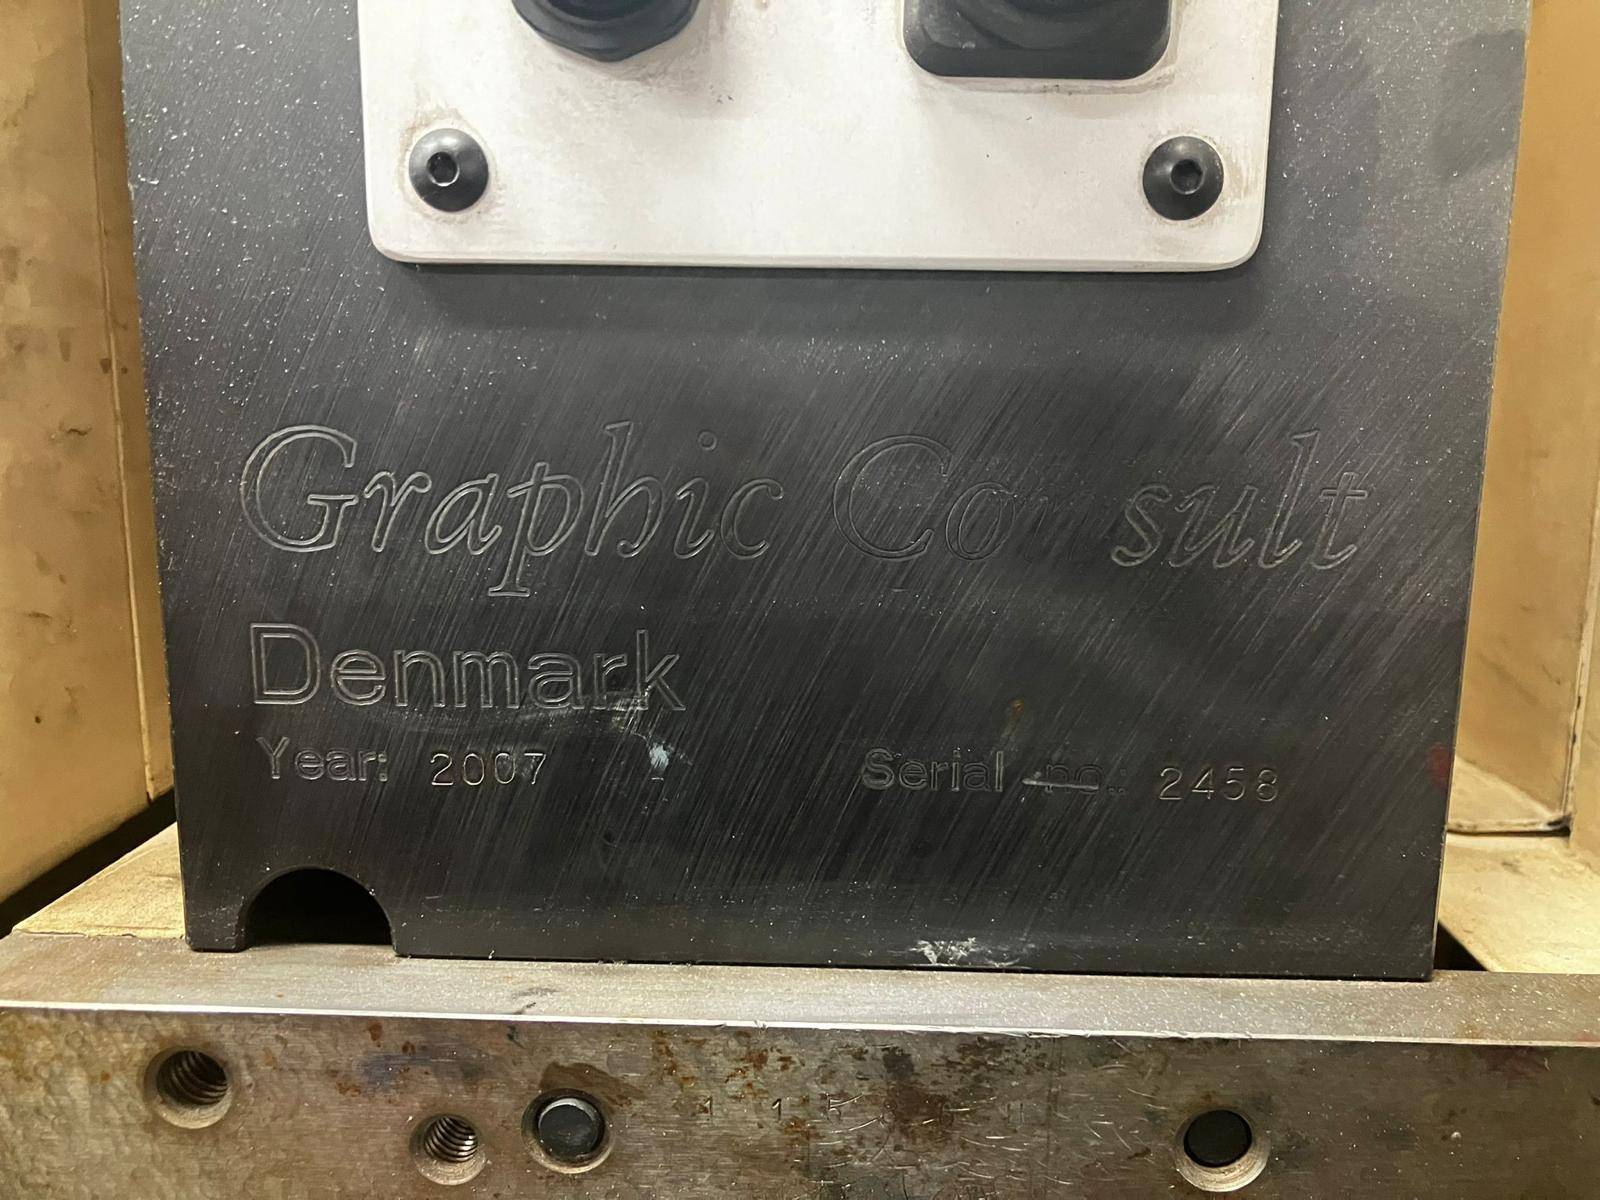 Graphic Consult
Denmark
Year: 2007 Serial no.: 2458